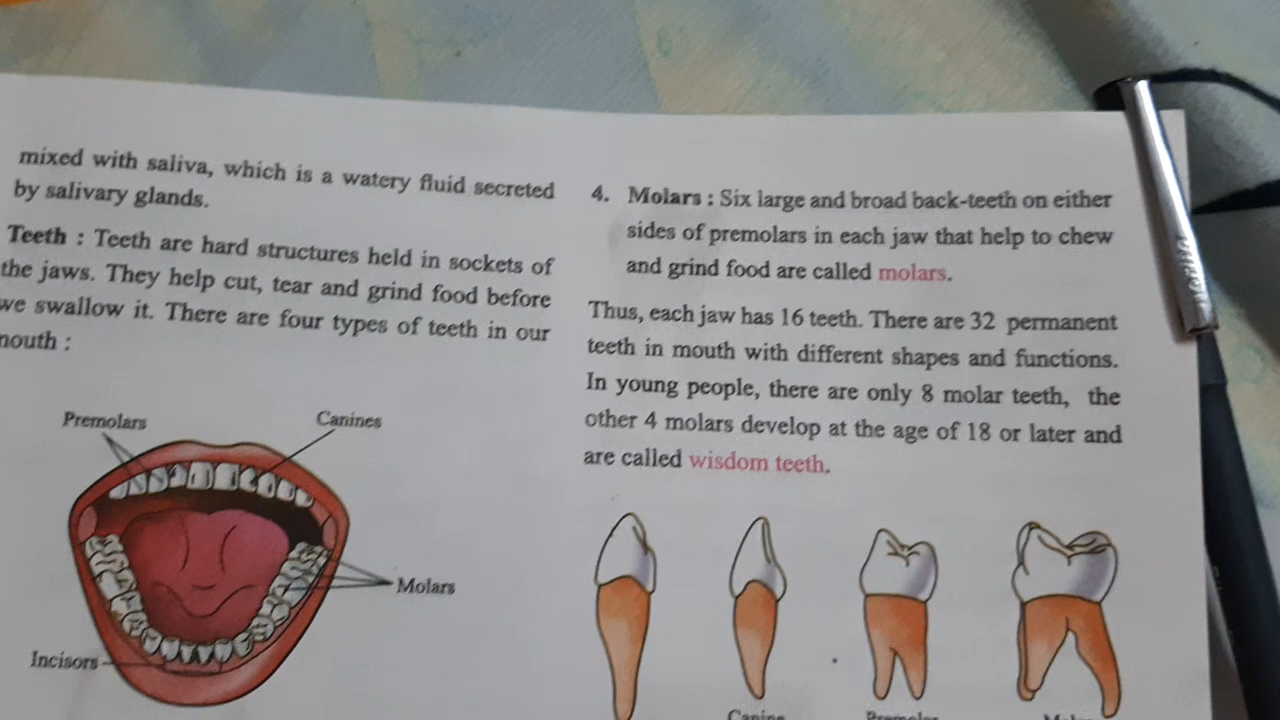 mixed with saliva, which is a watery fluid secreted
by salivary glands.
Teeth : Teeth are hard structures held in sockets of
the jaws. They help cut, tear and grind food before
we swallow it. There are four types of teeth in our
mouth :
Premolars
Canines
Molars
Incisors
4. Molars : Six large and broad back-teeth on either
sides of premolars in each jaw that help to chew
and grind food are called molars.
Thus, each jaw has 16 teeth. There are 32 permanent
teeth in mouth with different shapes and functions.
In young people, there are only 8 molar teeth, the
other 4 molars develop at the age of 18 or later and
are called wisdom teeth.
Canine
Premolar